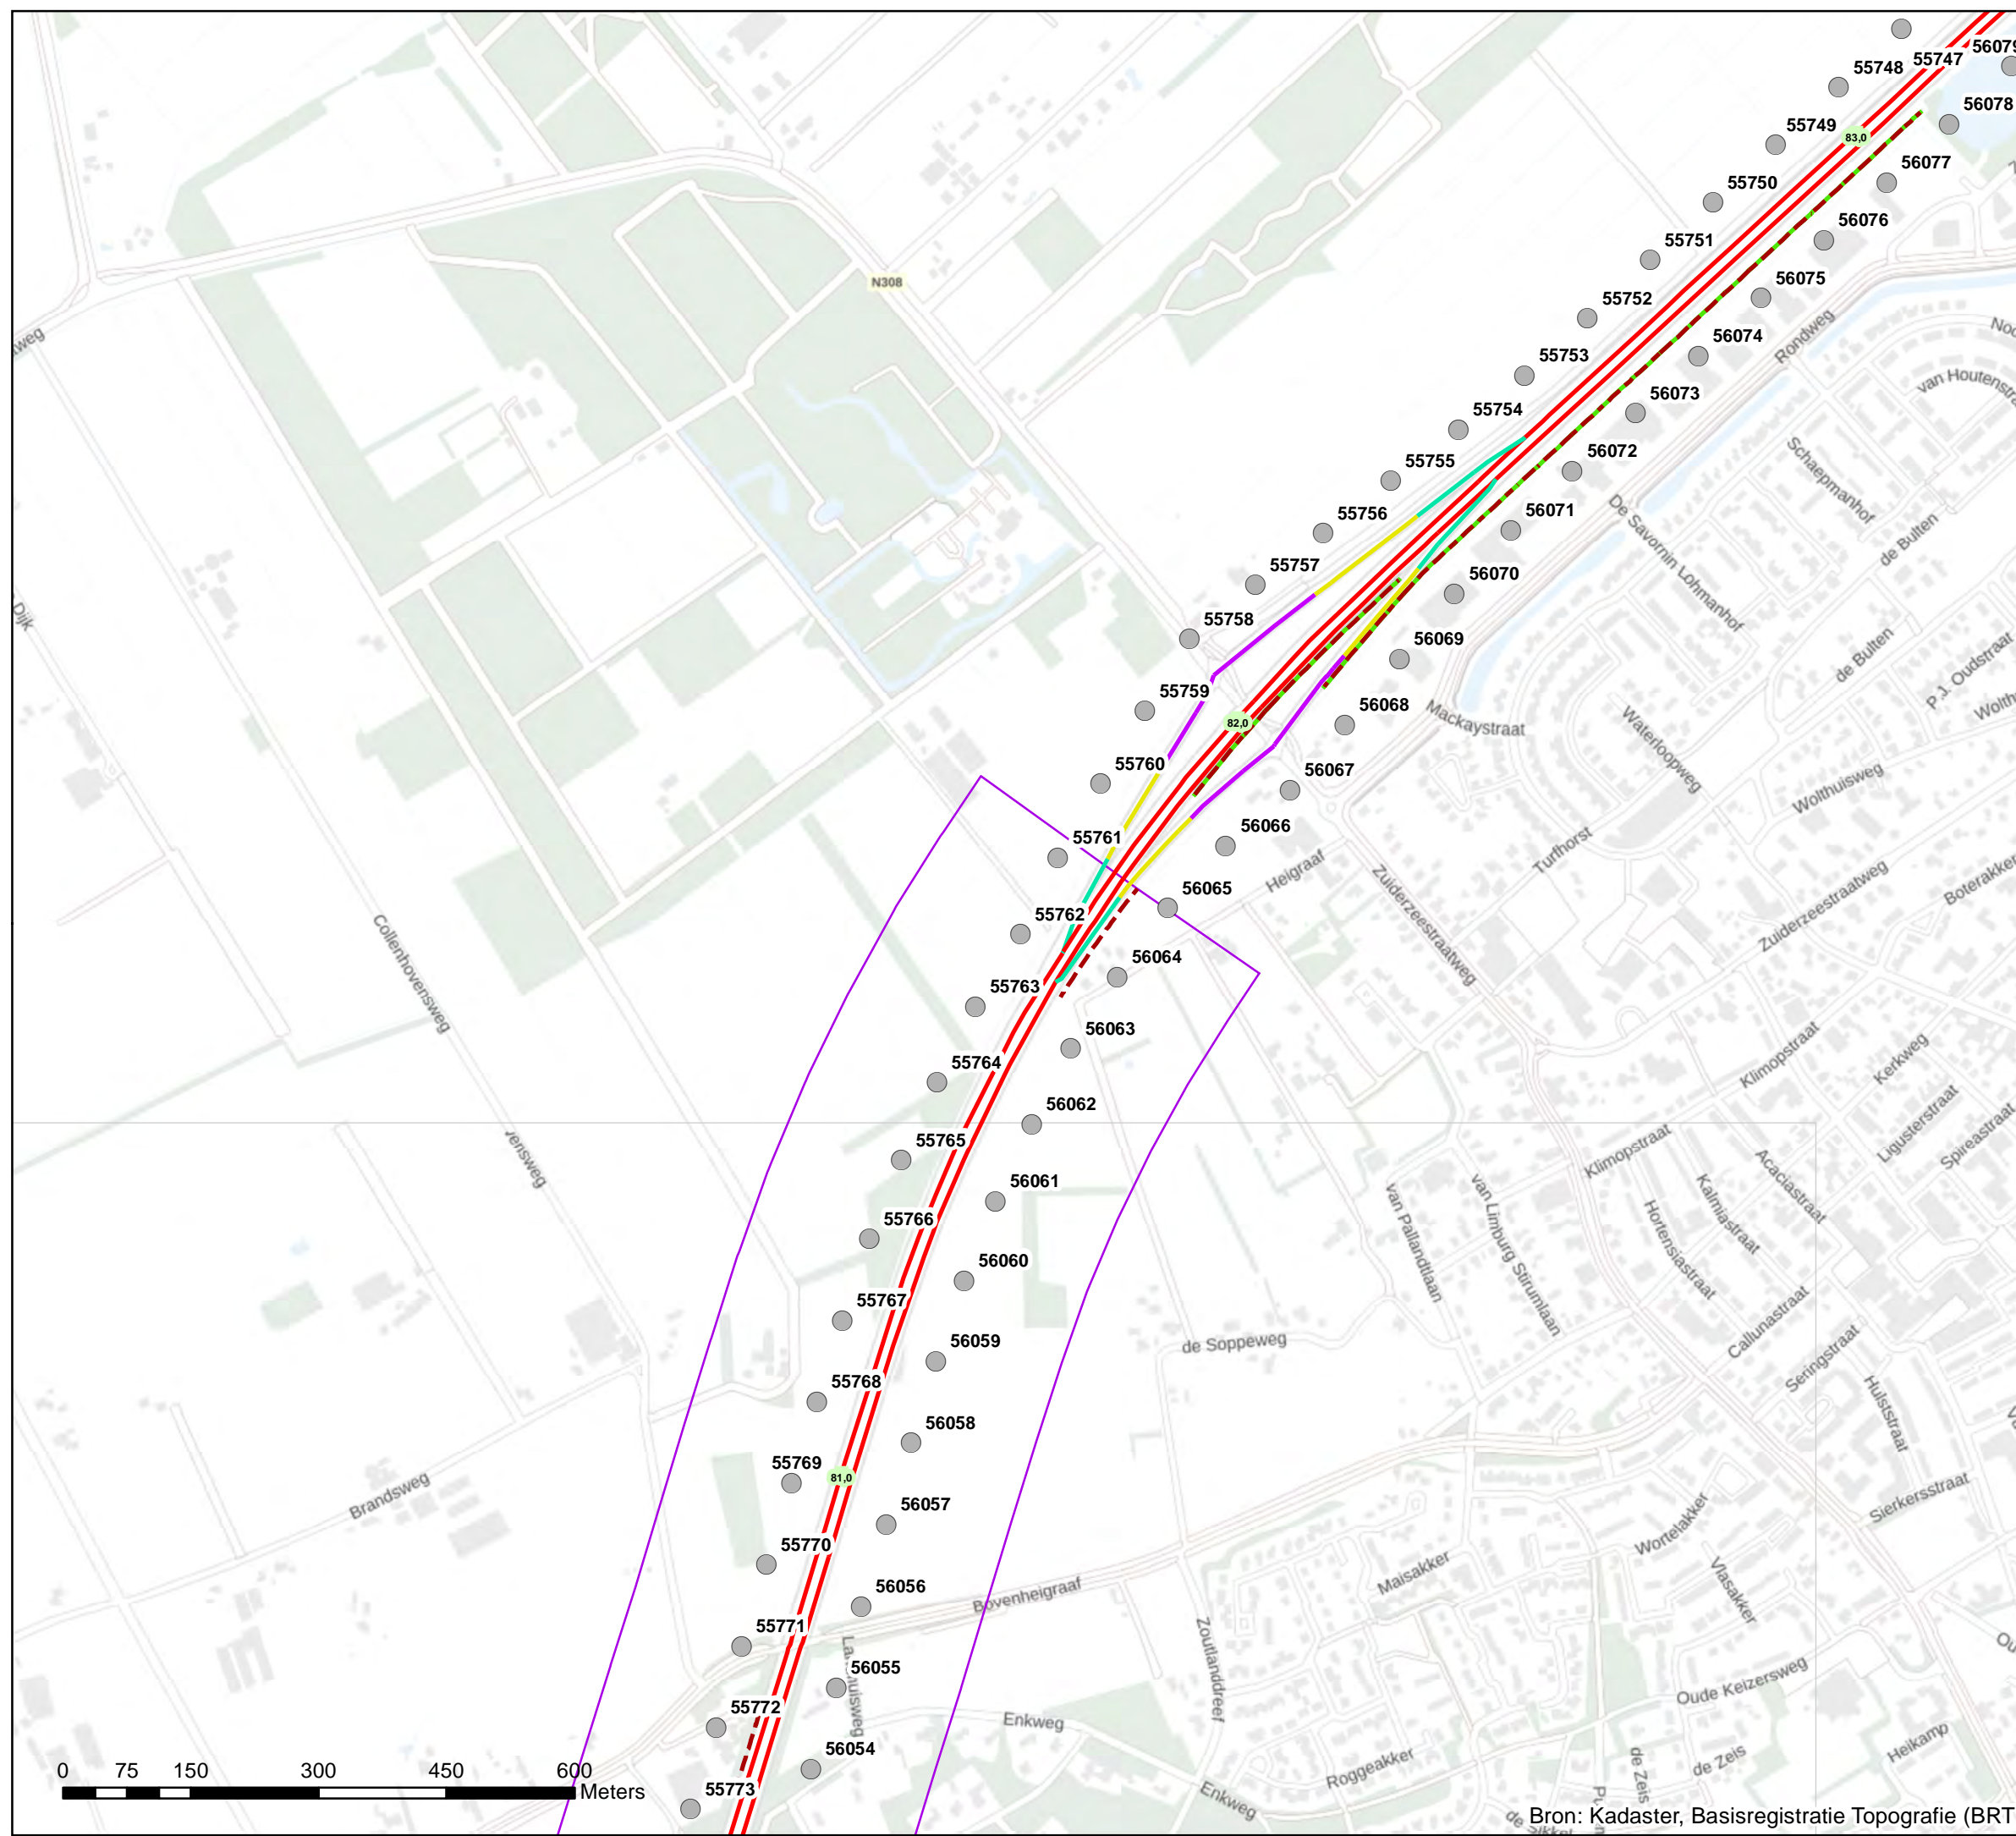 55747
56079
55748
56078
55749
83,0
56077
55750
56076
55751
N308
56075
55752
Rondweg
56074
55753
van Houtenstra
56073
55754
Schaepmanhof
56072
55755
de Bulten
56071
De Savornin Lohmanhof
55756
56070
55757
Dijk
56069
55758
de Bulten
P.J. Oudstraat
55759
56068
82,0
Mackaystraat
Waterloopweg
56067
55760
Wolthuisweg
56066
55761
Turfhorst
Heigraaf
Zuiderzeestraatweg
Zuiderzeestraatweg
Boterakker
56065
55762
Collenhovensweg
56064
55763
56063
Klimopstraat
Kerkweg
55764
56062
Ligusterstraat
Spireastraat
55765
Klimopstraat
Acaciastraat
vensweg
56061
Kalmiastraat
Hortensiastraat
van Pallandtlaan
van Limburg Stirumlaan
55766
56060
55767
Callunastraat
de Soppeweg
Seringstraat
56059
55768
Hulststraat
56058
55769
81,0
Brandsweg
Sierkersstraat
56057
Wortelakker
55770
Maisakker
Vlasakker
56056
Bovenheigraaf
55771
Zoutlanddreef
56055
Oude Keizersweg
55772
Enkweg
Heikamp
56054
Roggeakker
de Zeis
de Zeis
0 75 150 300 450 600
Meters
55773
Enkweg
Bron: Kadaster, Basisregistratie Topografie (BRT